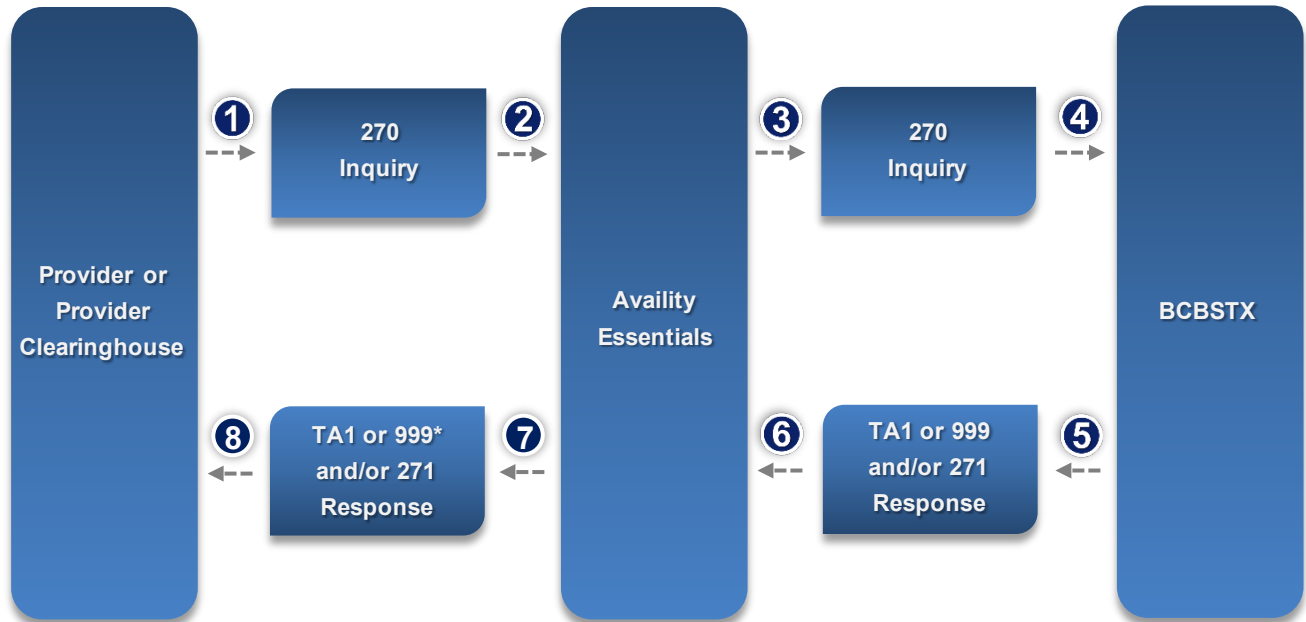 Provider or
Provider
Clearinghouse
1
270
Inquiry
2
Availity
Essentials
3
270
Inquiry
4
BCBSTX
5
TA1 or 999
and/or 271
Response
6
7
TA1 or 999*
and/or 271
Response
8